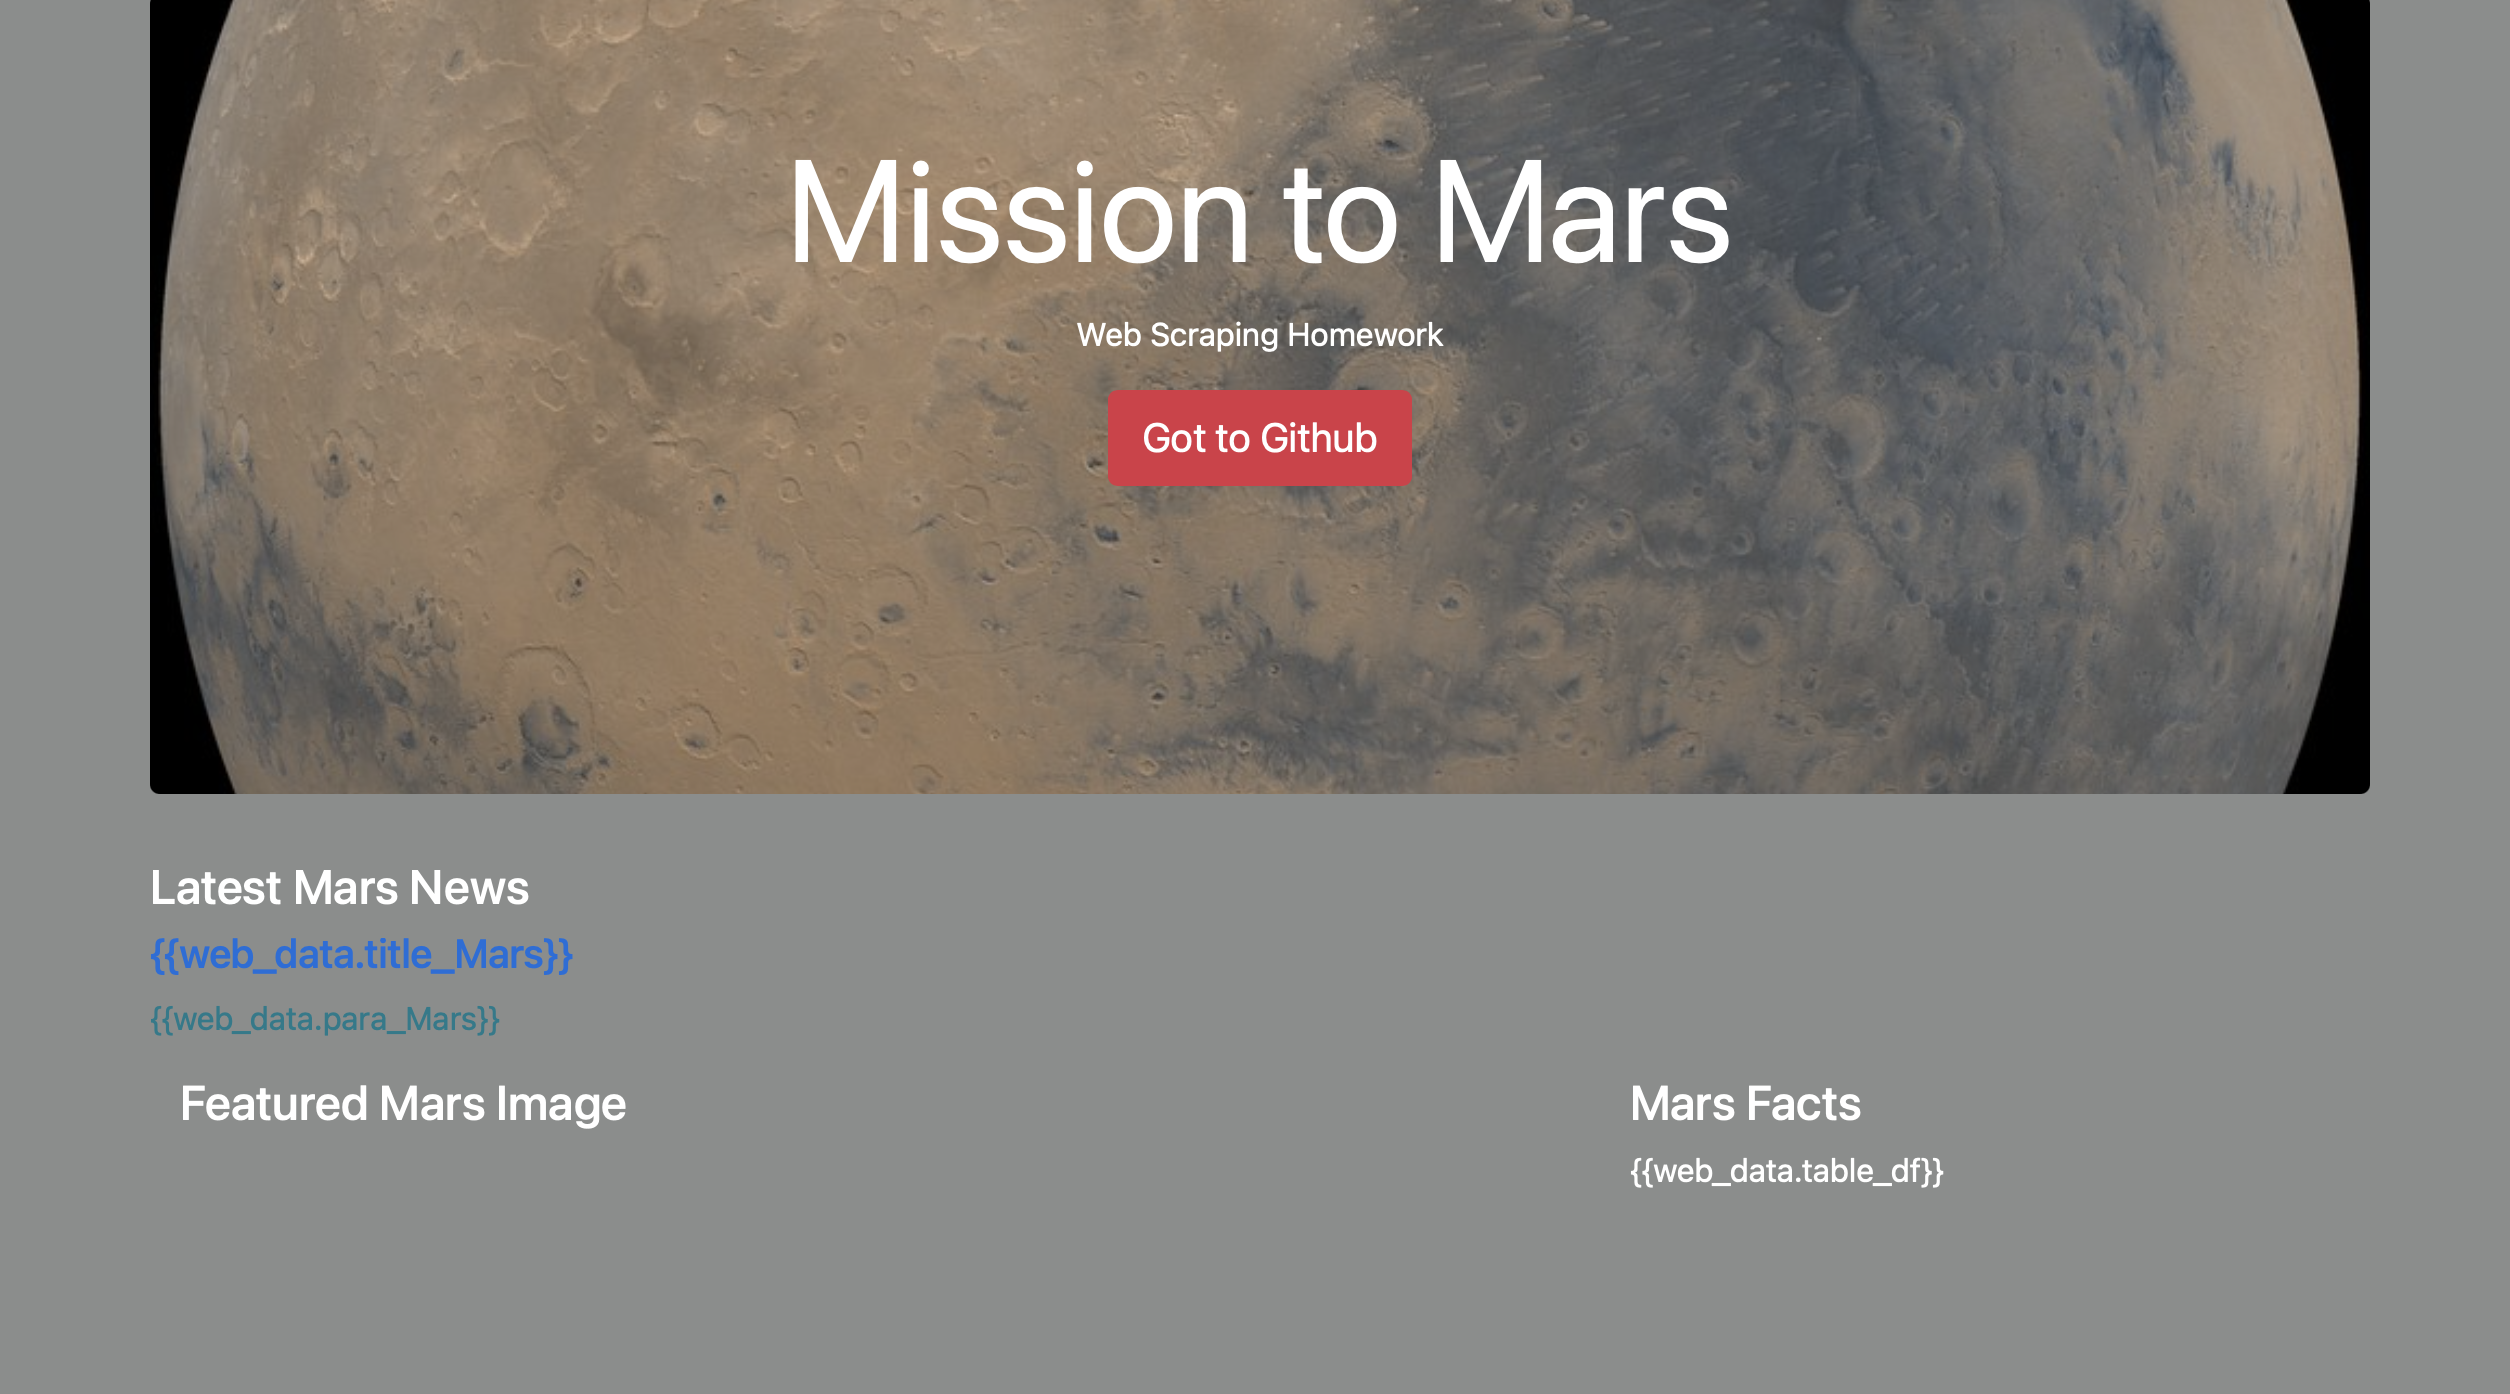 Mission to Mars
Web Scraping Homework
Got to Github
Latest Mars News
{{web_data.title_Mars}}
{{web_data.para_Mars}}
Featured Mars Image
Mars Facts
{{web_data.table_df}}